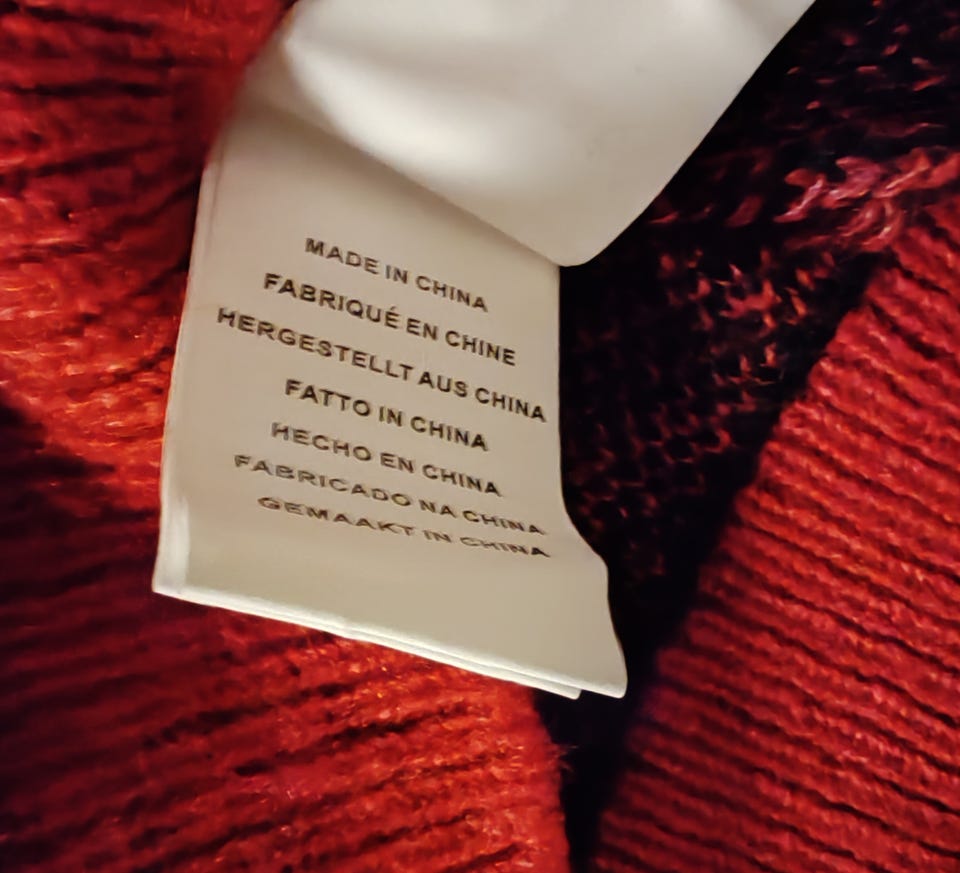 MADE IN CHINA
FABRIQUÉ EN CHINE
HERGESTELLT AUS CHINA
FATTO IN CHINA
HECHO EN CHINA
FABRICADO NA CHINA
GEMAAKT IN CHINA